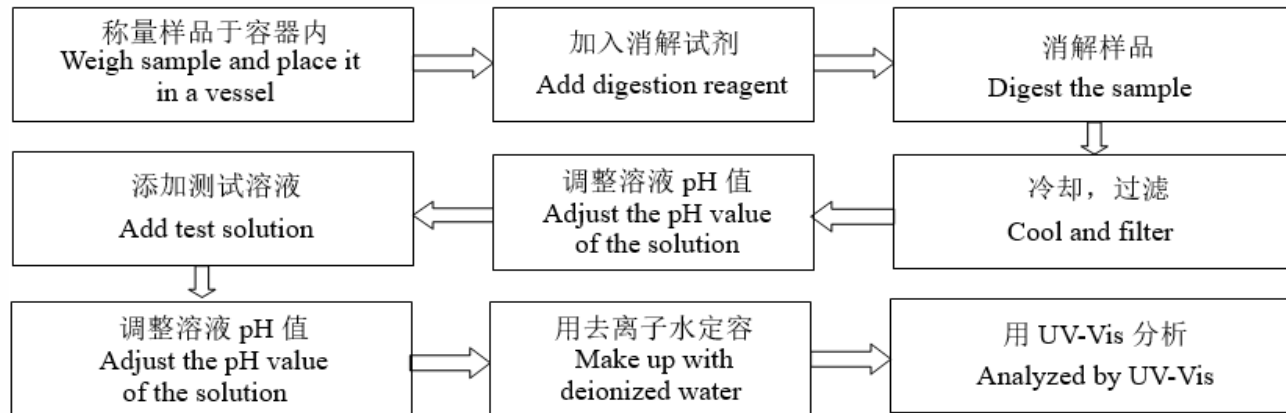 称量样品于容器内
Weigh sample and place it
in a vessel
加入消解试剂
Add digestion reagent
消解样品
Digest the sample
冷却，过滤
Cool and filter
调整溶液 pH 值
Adjust the pH value
of the solution
添加测试溶液
Add test solution
调整溶液 pH 值
Adjust the pH value
of the solution
用去离子水定容
Make up with
deionized water
用 UV-Vis 分析
Analyzed by UV-Vis